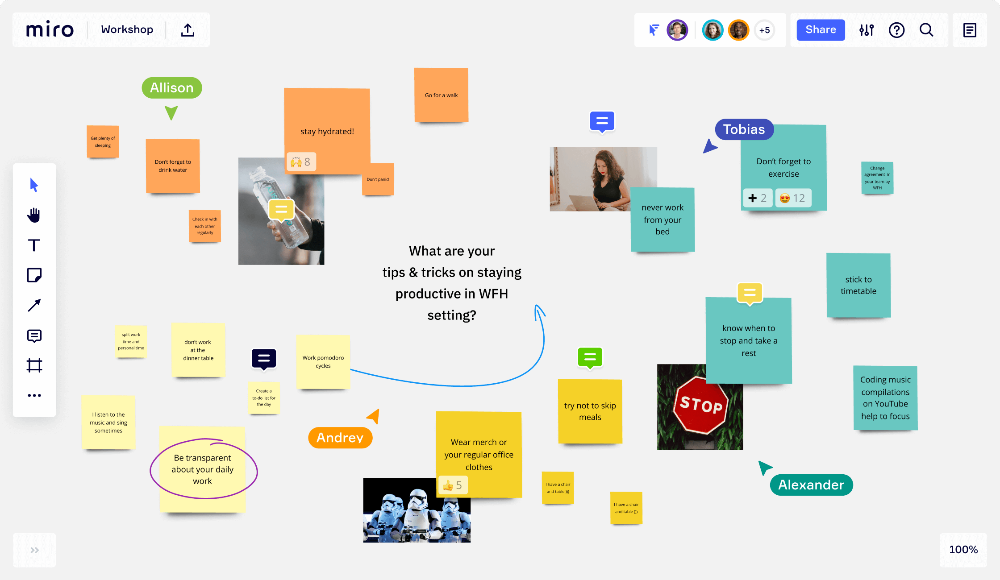 miro
Workshop
+5
Share
Allison
Go for a walk
stay hydrated!
8
Get plenty of
sleeping
Don't forget to
drink water
Don't panic!
Check in with
each other
regularly
Tobias
Don't forget to
exercise
2
12
Change
agreement in
your team by
WFH
never work
from your
bed
What are your
tips & tricks on staying
productive in WFH
setting?
stick to
timetable
know when to
stop and take a
rest
STOP
Coding music
compilations
on YouTube
help to focus
split work
time and
personal time
don't work
at the
dinner table
Work pomodoro
cycles
Create a
to-do list for
the day
I listen to the
music and sing
sometimes
Be transparent
about your daily
work
Andrey
Wear merch or
your regular office
clothes
5
try not to skip
meals
I have a chair
and table )))
I have a chair
and table )))
Alexander
100%